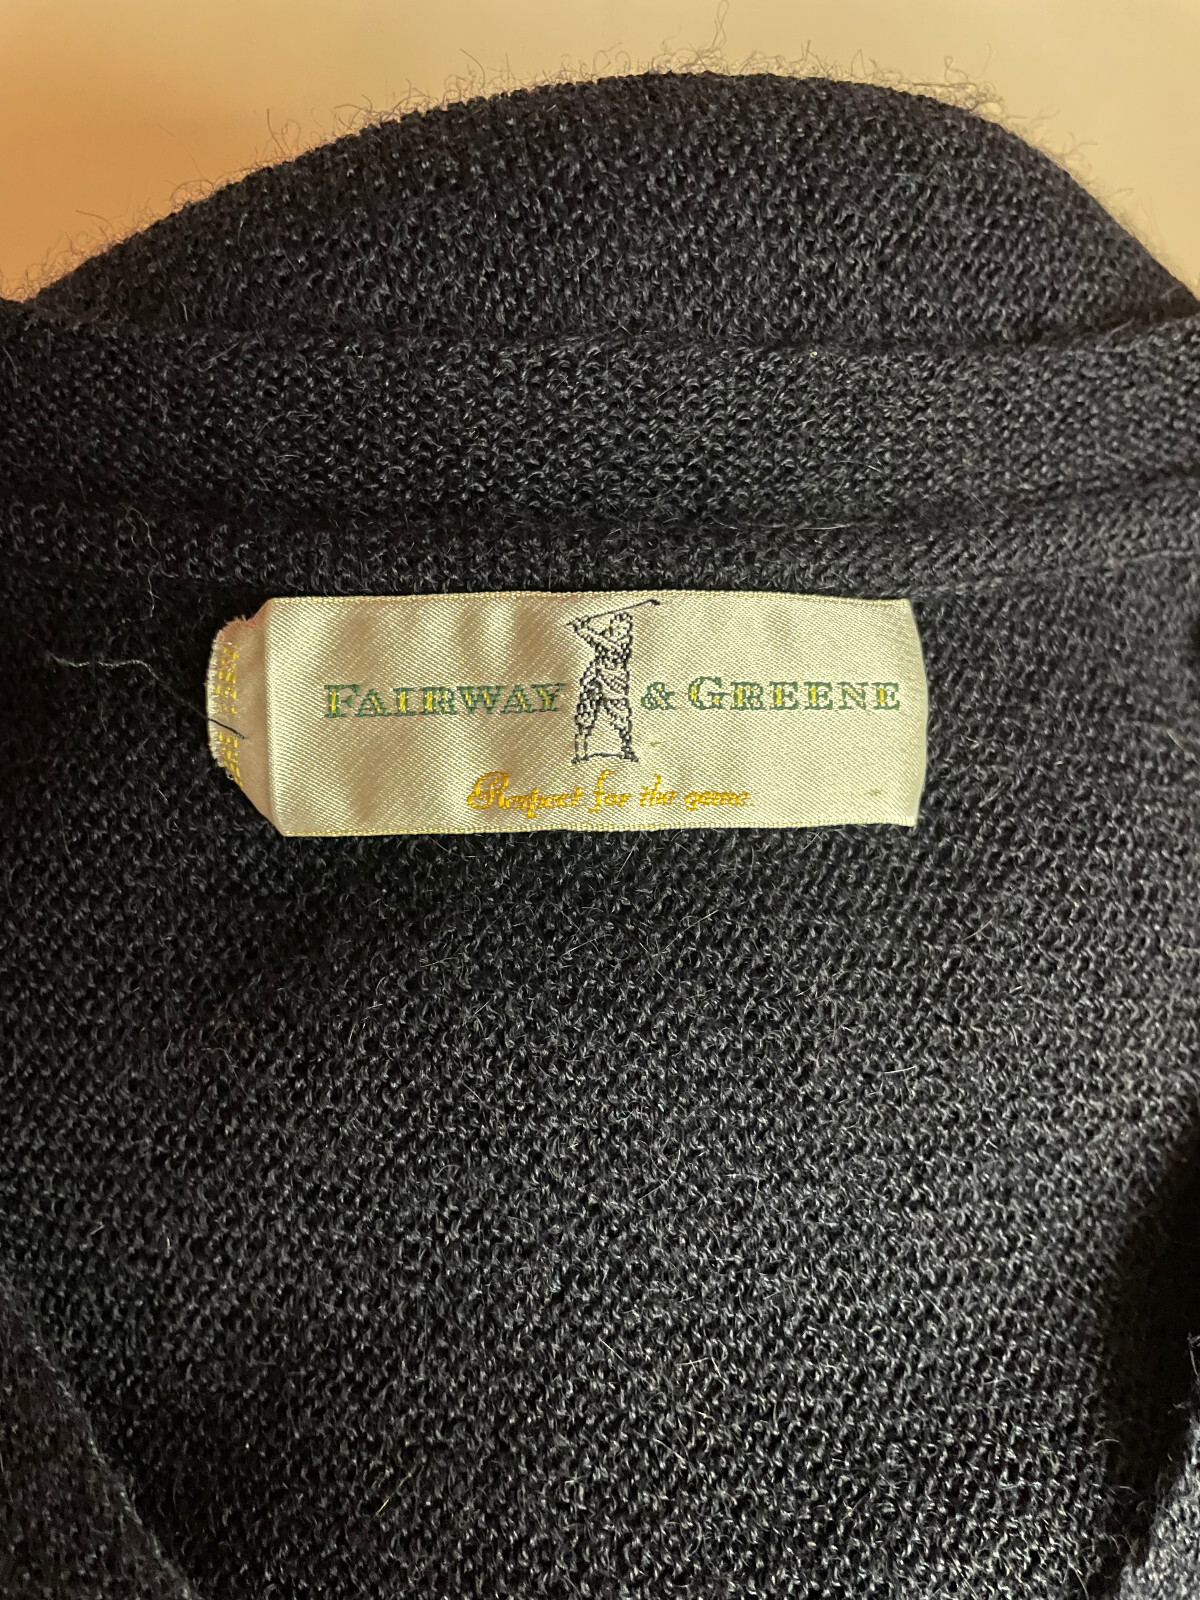 FAIRWAY & GREENE
Respect for the game.